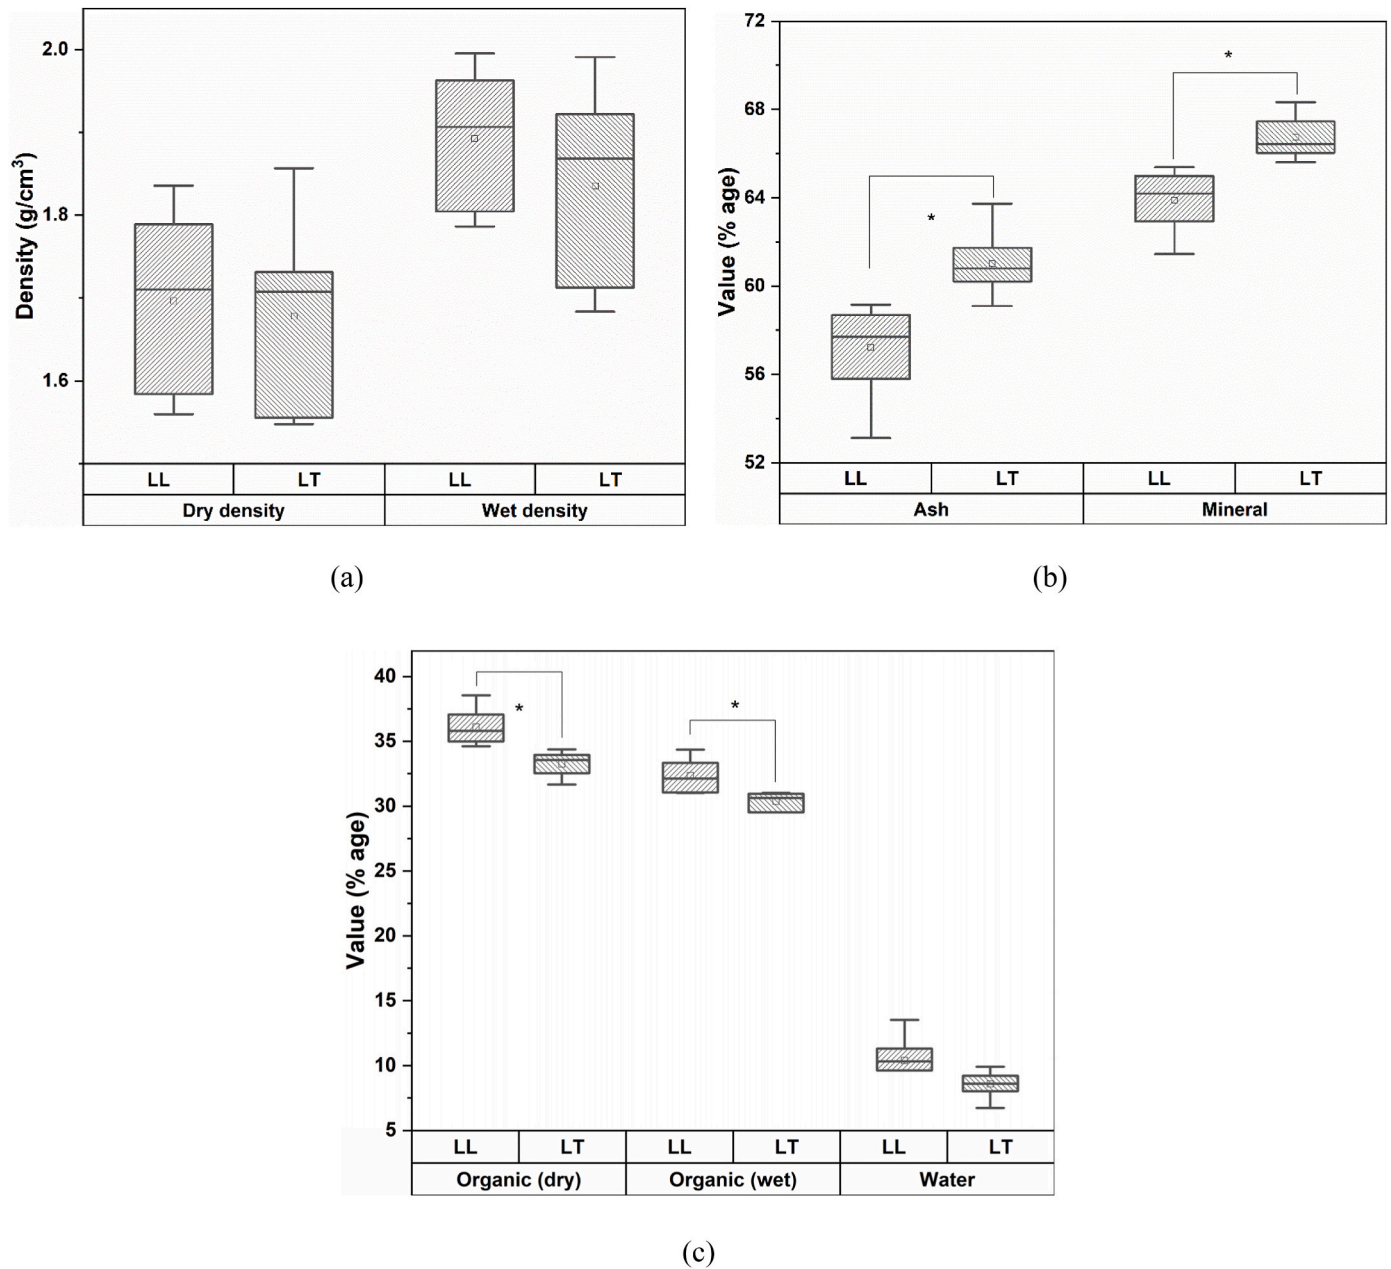 2.0
1.8
1.6
Density (g/cm³)
LL LT LL LT
Dry density Wet density
(a)
72
68
64
60
56
52
Value (% age)
*
*
LL LT LL LT
Ash Mineral
(b)
40
35
30
25
20
15
10
5
Value (% age)
*
*
LL LT LL LT LL LT
Organic (dry) Organic (wet) Water
(c)